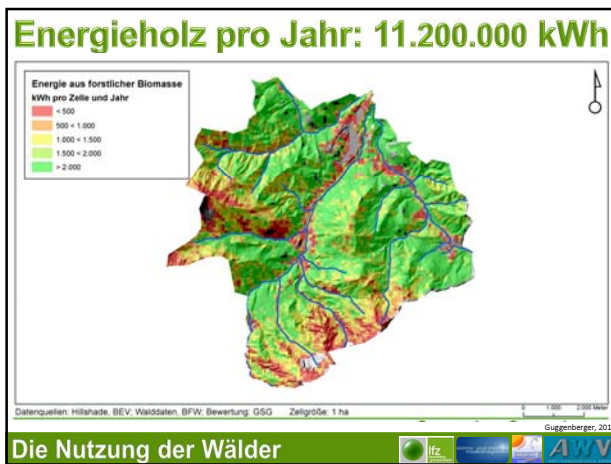 Energieholz pro Jahr: 11.200.000 kWh
Energie aus forstlicher Biomasse
kWh pro Zelle und Jahr
< 500
500 < 1.000
1.000 < 1.500
1.500 < 2.000
> 2.000
Datenquellen: Hillshade, BEV; Walddaten, BFW; Bewertung: GSG Zellgröße: 1 ha
0 1.000 2.000 Meter
Guggenberger, 201
Die Nutzung der Wälder
lfz
AWV